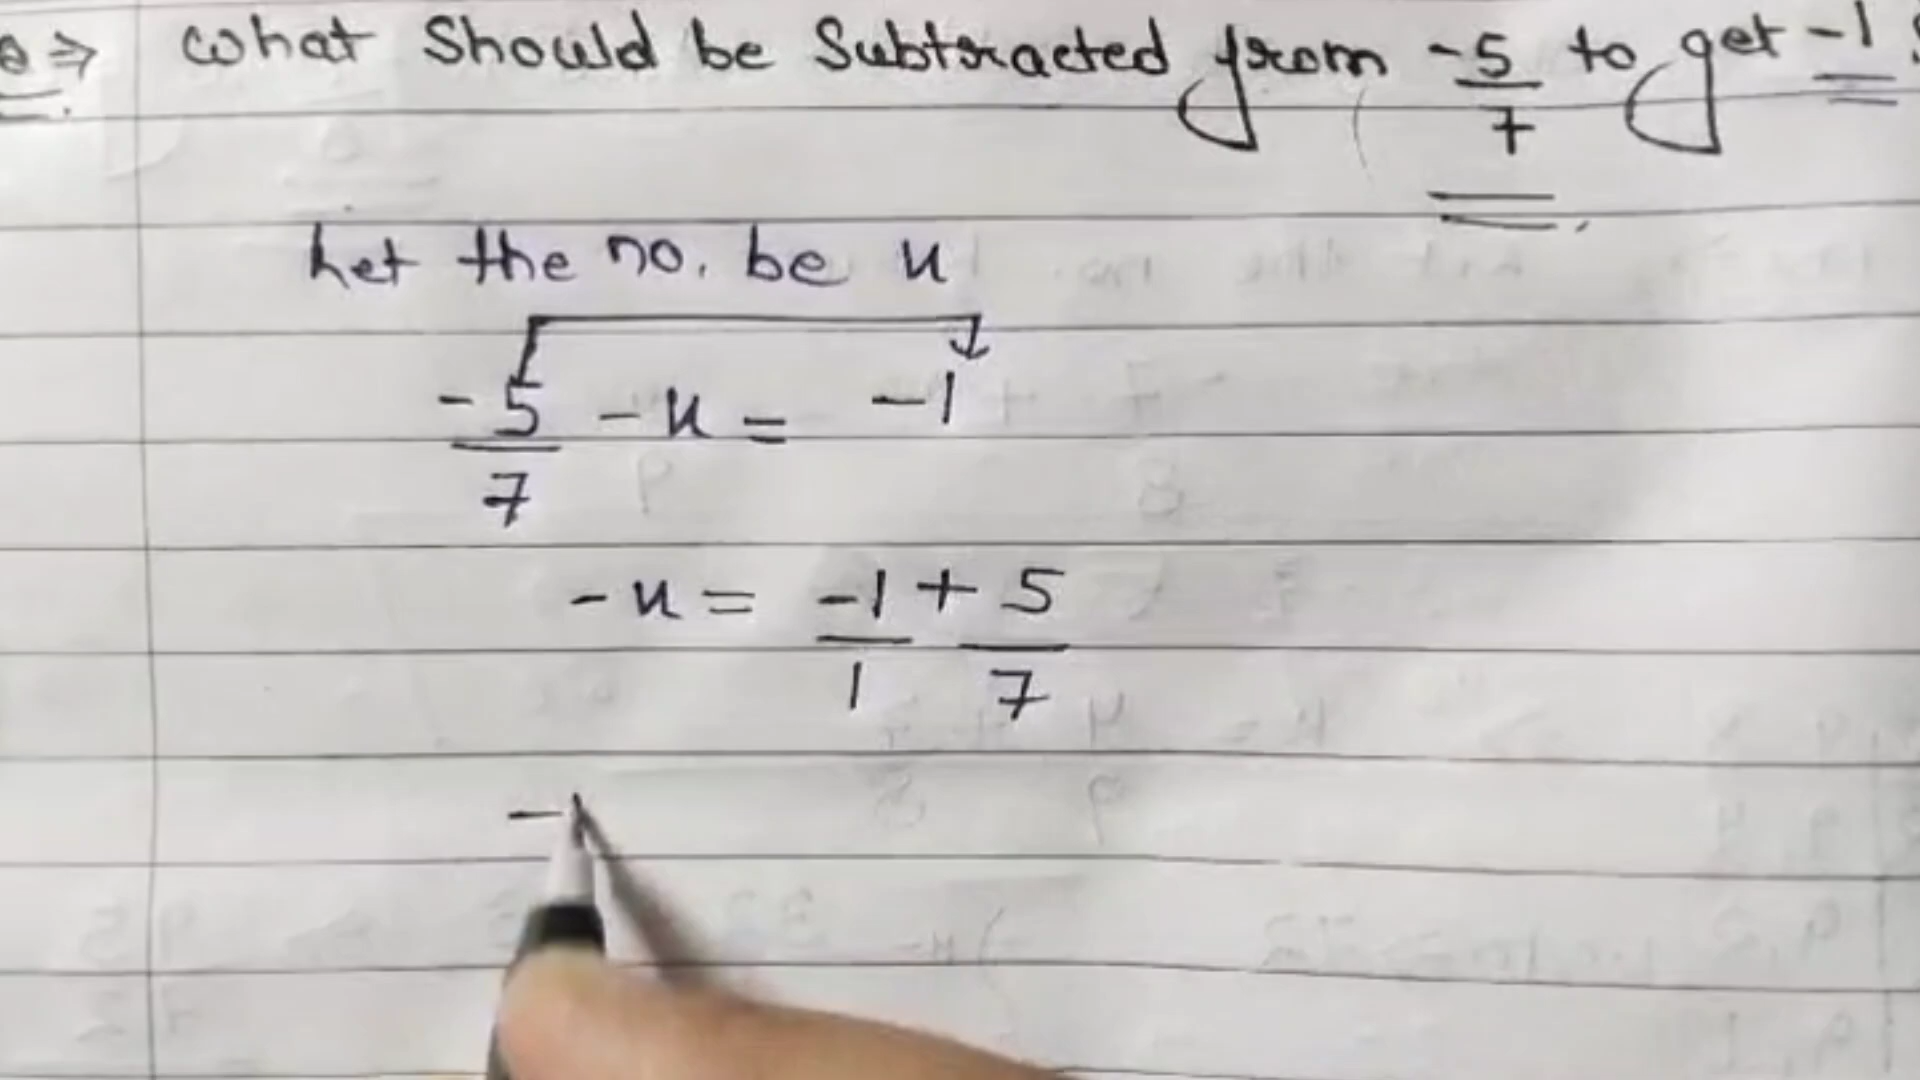 Q⇒ What Should be Subtracted from -5/7 to get -1?
Let the no. be x
-5/7 - x = -1
-x = -1/1 + 5/7
-